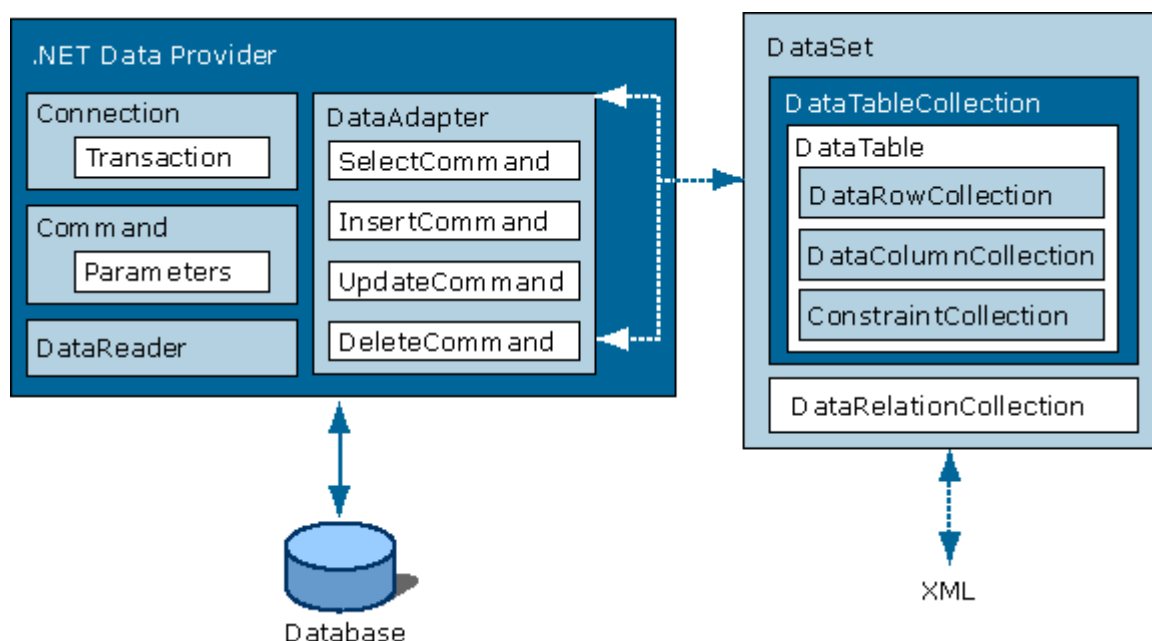 .NET Data Provider
Connection
Transaction
Command
Parameters
DataReader
DataAdapter
SelectCommand
InsertCommand
UpdateCommand
DeleteCommand
Database
DataSet
DataTableCollection
DataTable
DataRowCollection
DataColumnCollection
ConstraintCollection
DataRelationCollection
XML